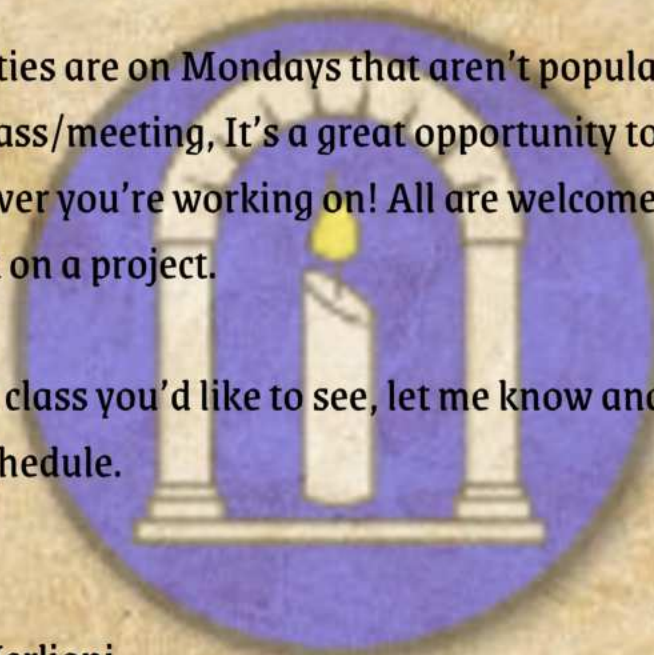 ties are on Mondays that aren't popula
ass/meeting, It's a great opportunity to
ver you're working on! All are welcome
on a project.
class you'd like to see, let me know and
hedule.